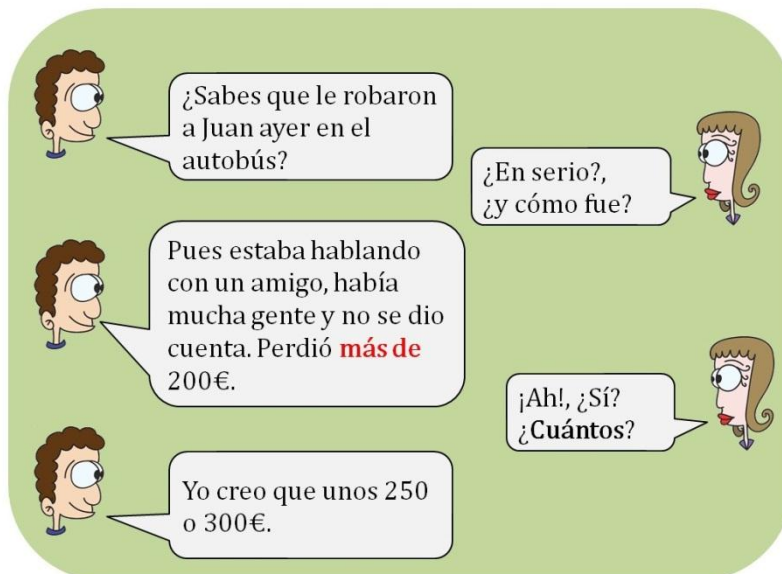 ¿Sabes que le robaron
a Juan ayer en el
autobús?
¿En serio?,
¿y cómo fue?
Pues estaba hablando
con un amigo, había
mucha gente y no se dio
cuenta. Perdió más de
200€.
¡Ah!, ¿Sí?
¿Cuántos?
Yo creo que unos 250
o 300€.